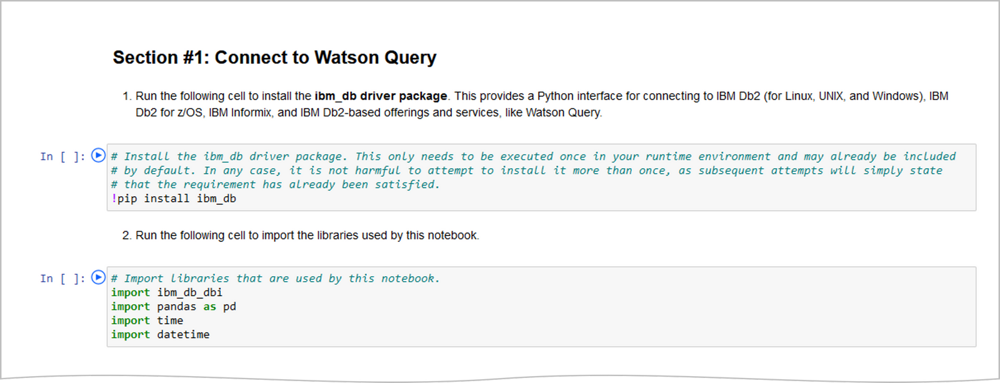 Section #1: Connect to Watson Query
1. Run the following cell to install the ibm_db driver package. This provides a Python interface for connecting to IBM Db2 (for Linux, UNIX, and Windows), IBM
Db2 for z/OS, IBM Informix, and IBM Db2-based offerings and services, like Watson Query.
In [ ]: # Install the ibm_db driver package. This only needs to be executed once in your runtime environment and may already be included
# by default. In any case, it is not harmful to attempt to install it more than once, as subsequent attempts will simply state
# that the requirement has already been satisfied.
!pip install ibm_db
2. Run the following cell to import the libraries used by this notebook.
In [ ]: # Import libraries that are used by this notebook.
import ibm_db_dbi
import pandas as pd
import time
import datetime